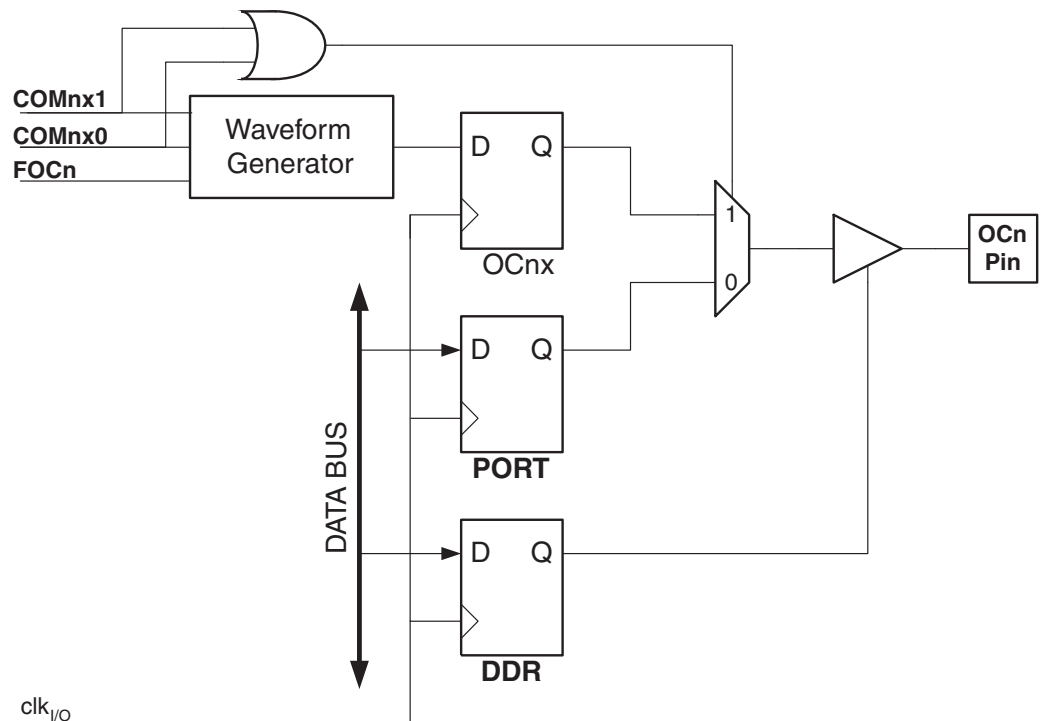 COMnx1
COMnx0
FOCn
Waveform
Generator
D Q
OCnx
1
0
OCn
Pin
D Q
PORT
DATA BUS
D Q
DDR
clkI/O